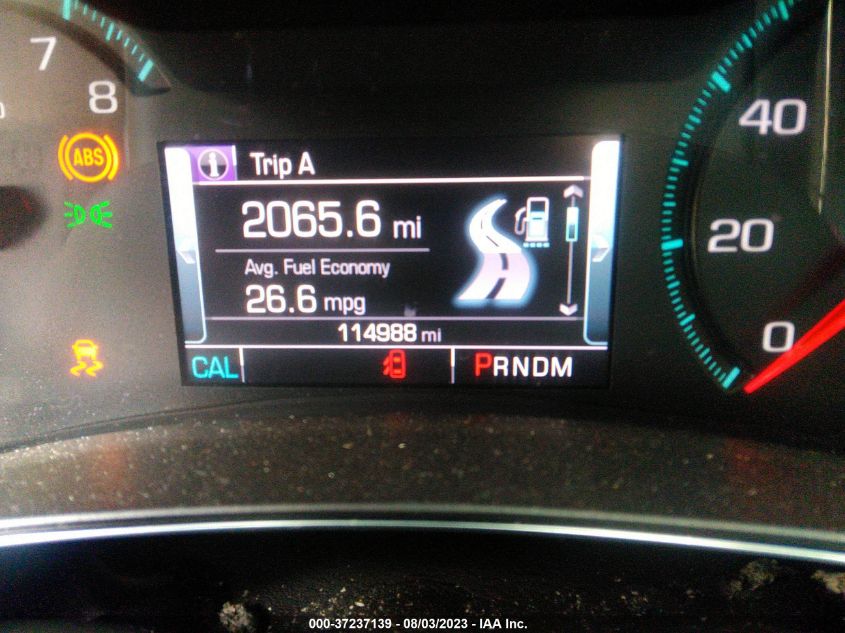 7
8
ABS
i Trip A
2065.6 mi
Avg. Fuel Economy
26.6 mpg
114988 mi
CAL
PRNDM
40
20
0
000-37237139 - 08/03/2023 - IAA Inc.